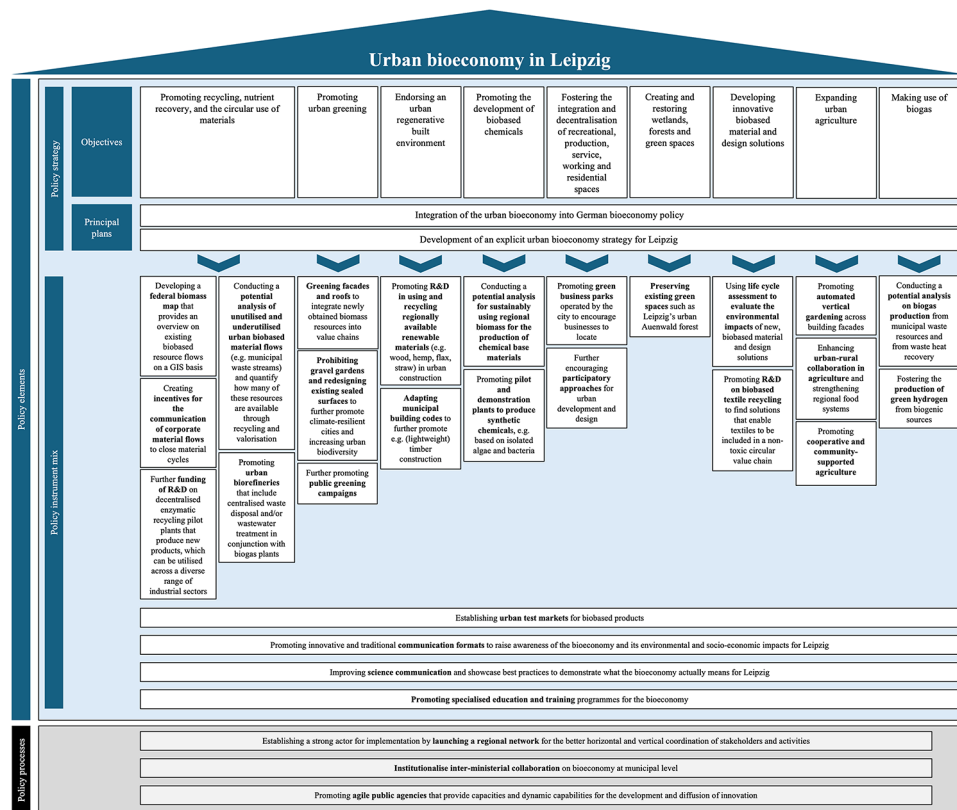 Urban bioeconomy in Leipzig
Policy elements
Policy strategy
Objectives
Promoting recycling, nutrient
recovery, and the circular use of
materials
Promoting
urban greening
Endorsing an
urban
regenerative
built
environment
Promoting the
development of
biobased
chemicals
Fostering the
integration and
decentralisation
of recreational,
production,
service,
working and
residential
spaces
Creating and
restoring
wetlands,
forests and
green spaces
Developing
innovative
biobased
material and
design solutions
Expanding
urban
agriculture
Making use of
biogas
Principal
plans
Integration of the urban bioeconomy into German bioeconomy policy
Development of an explicit urban bioeconomy strategy for Leipzig
Policy instrument mix
Developing a
federal biomass
map that
provides an
overview on
existing
biobased
resource flows
on a GIS basis
Creating
incentives for the
communication
of corporate
material flows
to close material
cycles
Further funding
of R&D on
decentralised
enzymatic
recycling pilot
plants that
produce new
products, which
can be utilised
across a diverse
range of
industrial sectors
Conducting a
potential
analysis of
unutilised and
underutilised
urban biobased
material flows
(e.g. municipal
waste streams)
and quantify
how many of
these resources
are available
through
recycling and
valorisation
Promoting
urban
biorefineries
that include
centralised waste
disposal and/or
wastewater
treatment in
conjunction with
biogas plants
Greening facades
and roofs to
integrate newly
obtained biomass
resources into
value chains
Prohibiting
gravel gardens
and redesigning
existing sealed
surfaces to
further promote
climate-resilient
cities and
increasing urban
biodiversity
Further promoting
public greening
campaigns
Promoting R&D
in using and
recycling
regionally
available
renewable
materials (e.g.
wood, hemp, flax,
straw) in urban
construction
Adapting
municipal
building codes to
further promote
e.g. (lightweight)
timber
construction
Conducting a
potential analysis
for sustainably
using regional
biomass for the
production of
chemical base
materials
Promoting pilot
and
demonstration
plants to produce
synthetic
chemicals, e.g.
based on isolated
algae and bacteria
Promoting green
business parks
operated by the
city to encourage
businesses to
locate
Further
encouraging
participatory
approaches for
urban
development and
design
Preserving
existing green
spaces such as
Leipzig's urban
Auenwald forest
Using life cycle
assessment to
evaluate the
environmental
impacts of new,
biobased material
and design
solutions
Promoting R&D
on biobased
textile recycling
to find solutions
that enable
textiles to be
included in a non-
toxic circular
value chain
Promoting
automated
vertical
gardening across
building facades
Enhancing
urban-rural
collaboration in
agriculture and
strengthening
regional food
systems
Promoting
cooperative and
community-
supported
agriculture
Conducting a
potential
analysis on
biogas
production from
municipal waste
resources and
from waste heat
recovery
Fostering the
production of
green hydrogen
from biogenic
sources
Establishing urban test markets for biobased products
Promoting innovative and traditional communication formats to raise awareness of the bioeconomy and its environmental and socio-economic impacts for Leipzig
Improving science communication and showcase best practices to demonstrate what the bioeconomy actually means for Leipzig
Promoting specialised education and training programmes for the bioeconomy
Policy processes
Establishing a strong actor for implementation by launching a regional network for the better horizontal and vertical coordination of stakeholders and activities
Institutionalise inter-ministerial collaboration on bioeconomy at municipal level
Promoting agile public agencies that provide capacities and dynamic capabilities for the development and diffusion of innovation